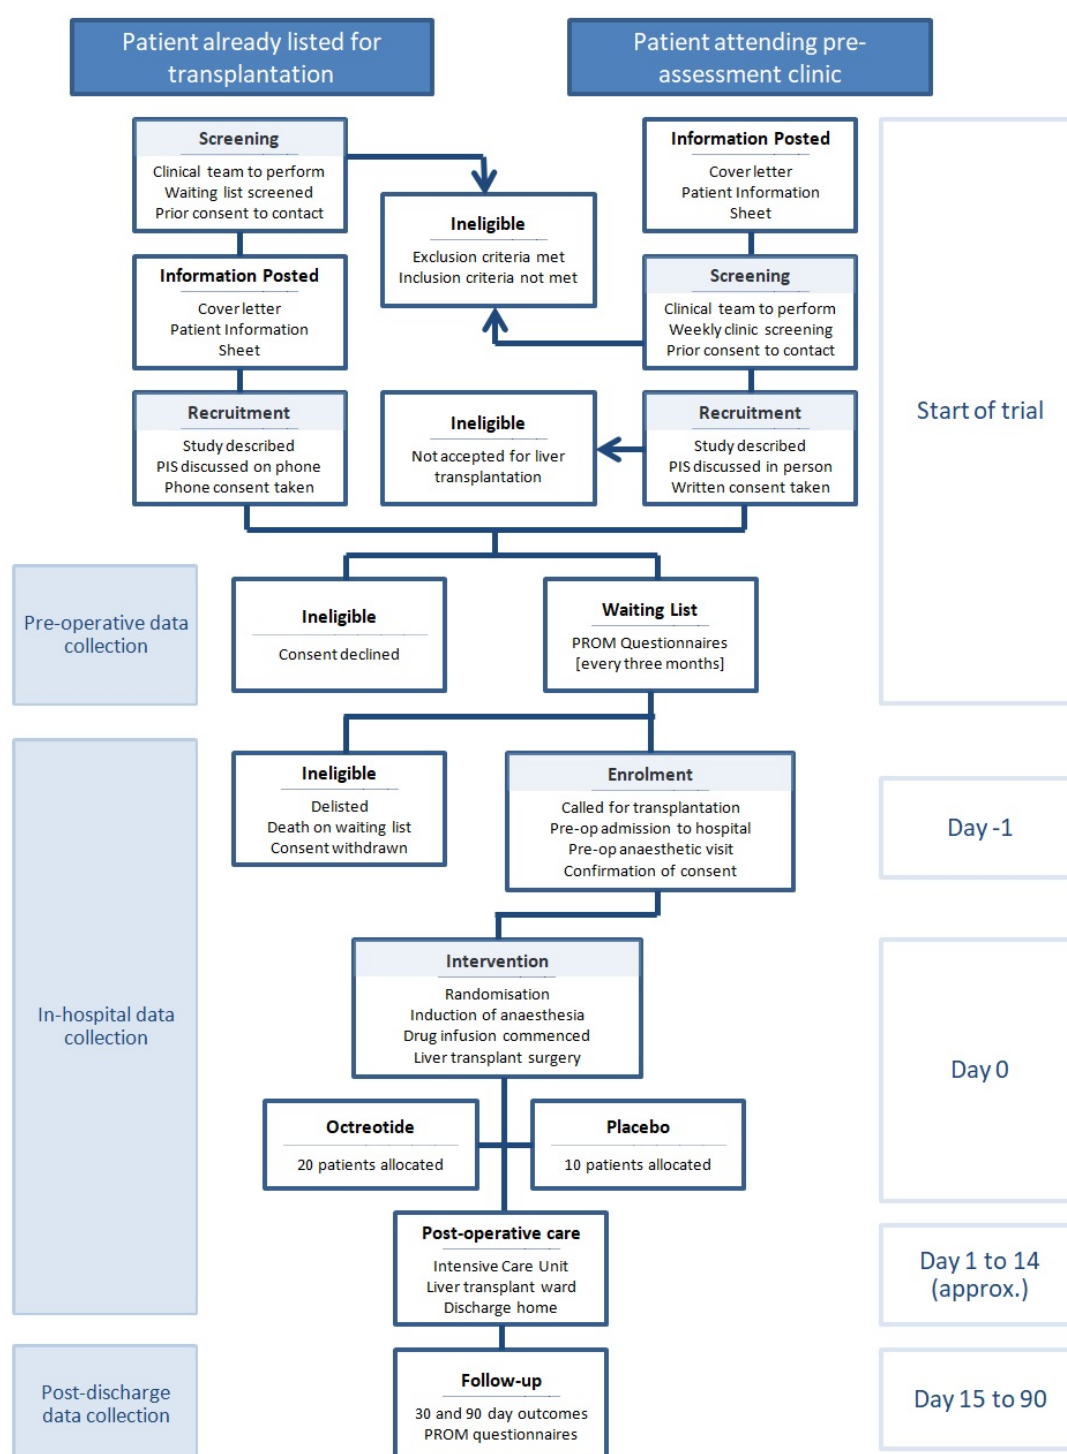 Patient already listed for
transplantation
Patient attending pre-
assessment clinic
Screening
Clinical team to perform
Waiting list screened
Prior consent to contact
Information Posted
Cover letter
Patient Information
Sheet
Ineligible
Exclusion criteria met
Inclusion criteria not met
Information Posted
Cover letter
Patient Information
Sheet
Screening
Clinical team to perform
Weekly clinic screening
Prior consent to contact
Recruitment
Study described
PIS discussed on phone
Phone consent taken
Ineligible
Not accepted for liver
transplantation
Recruitment
Study described
PIS discussed in person
Written consent taken
Start of trial
Pre-operative data
collection
Ineligible
Consent declined
Waiting List
PROM Questionnaires
[every three months]
Ineligible
Delisted
Death on waiting list
Consent withdrawn
Enrolment
Called for transplantation
Pre-op admission to hospital
Pre-op anaesthetic visit
Confirmation of consent
Day -1
In-hospital data
collection
Intervention
Randomisation
Induction of anaesthesia
Drug infusion commenced
Liver transplant surgery
Day 0
Octreotide
20 patients allocated
Placebo
10 patients allocated
Post-operative care
Intensive Care Unit
Liver transplant ward
Discharge home
Day 1 to 14
(approx.)
Post-discharge
data collection
Follow-up
30 and 90 day outcomes
PROM questionnaires
Day 15 to 90